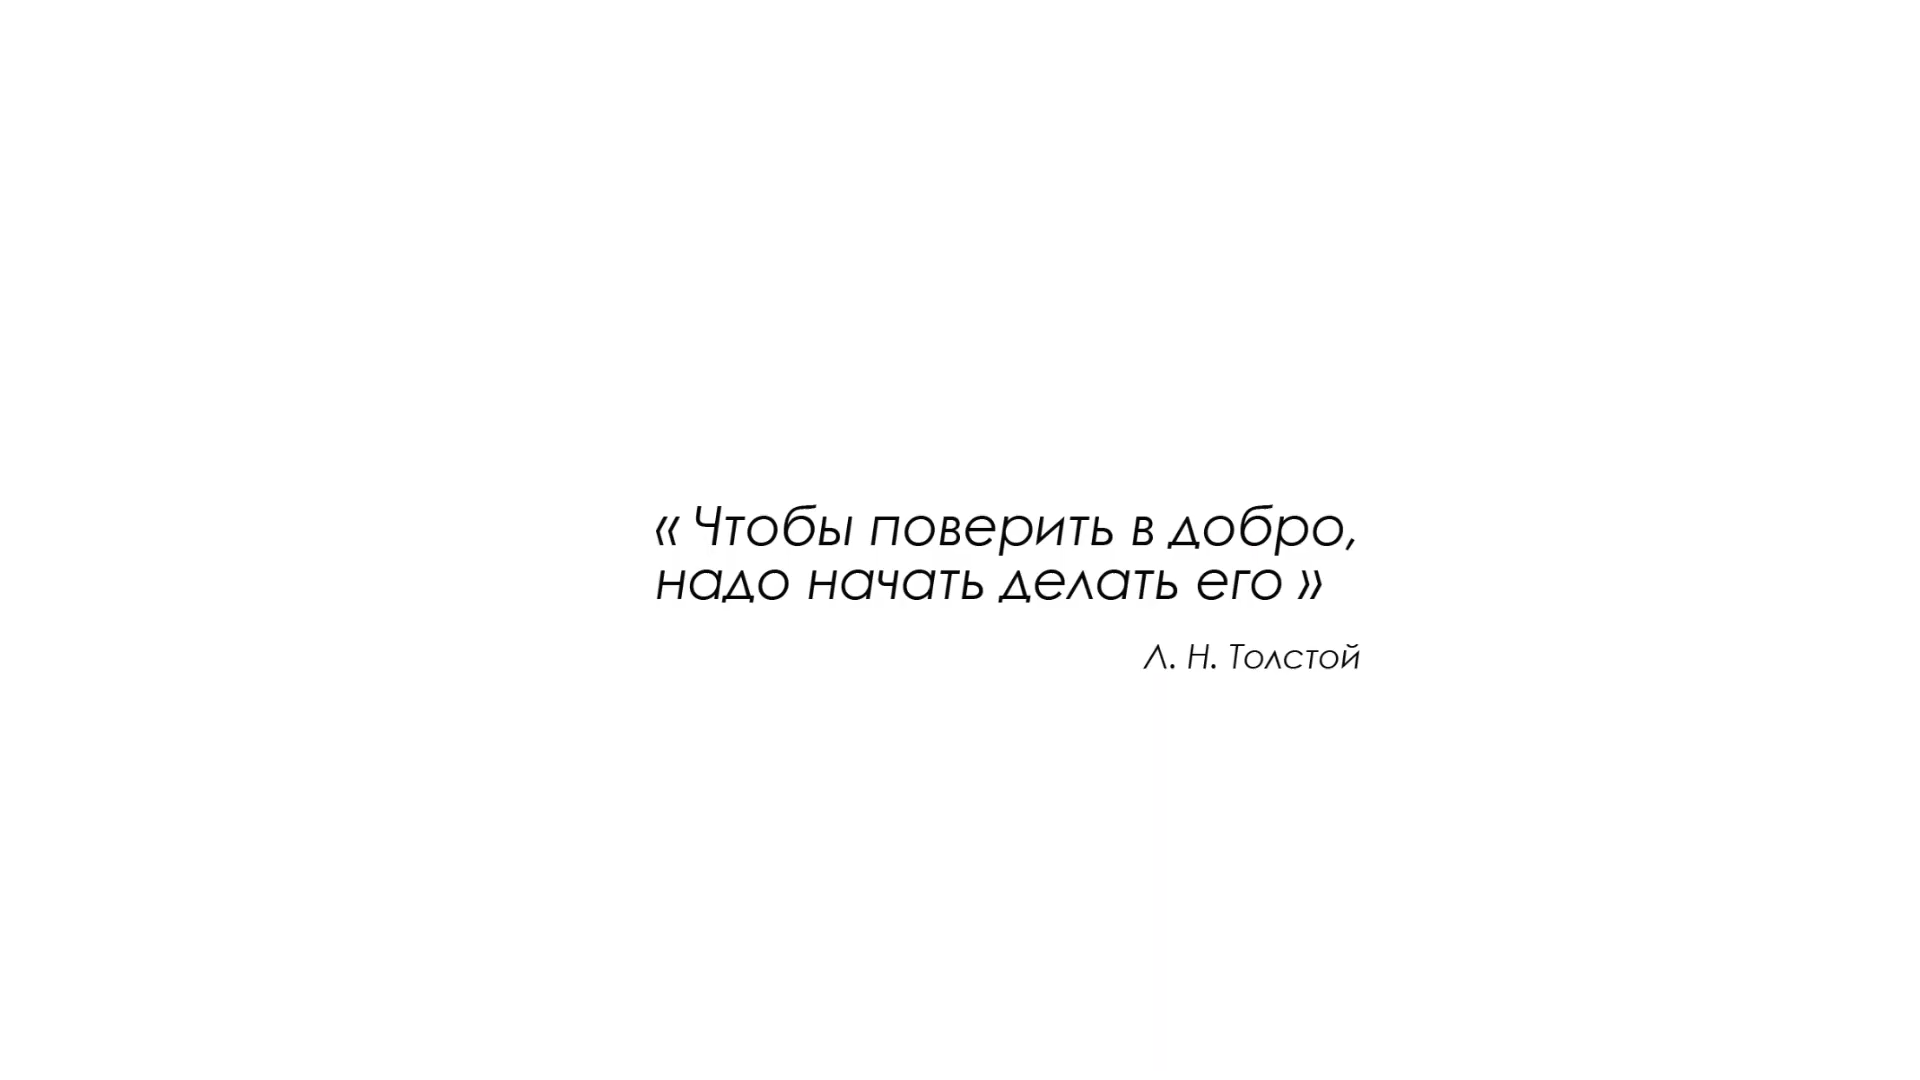 « Чтобы поверить в добро,
надо начать делать его »
Л. Н. Толстой